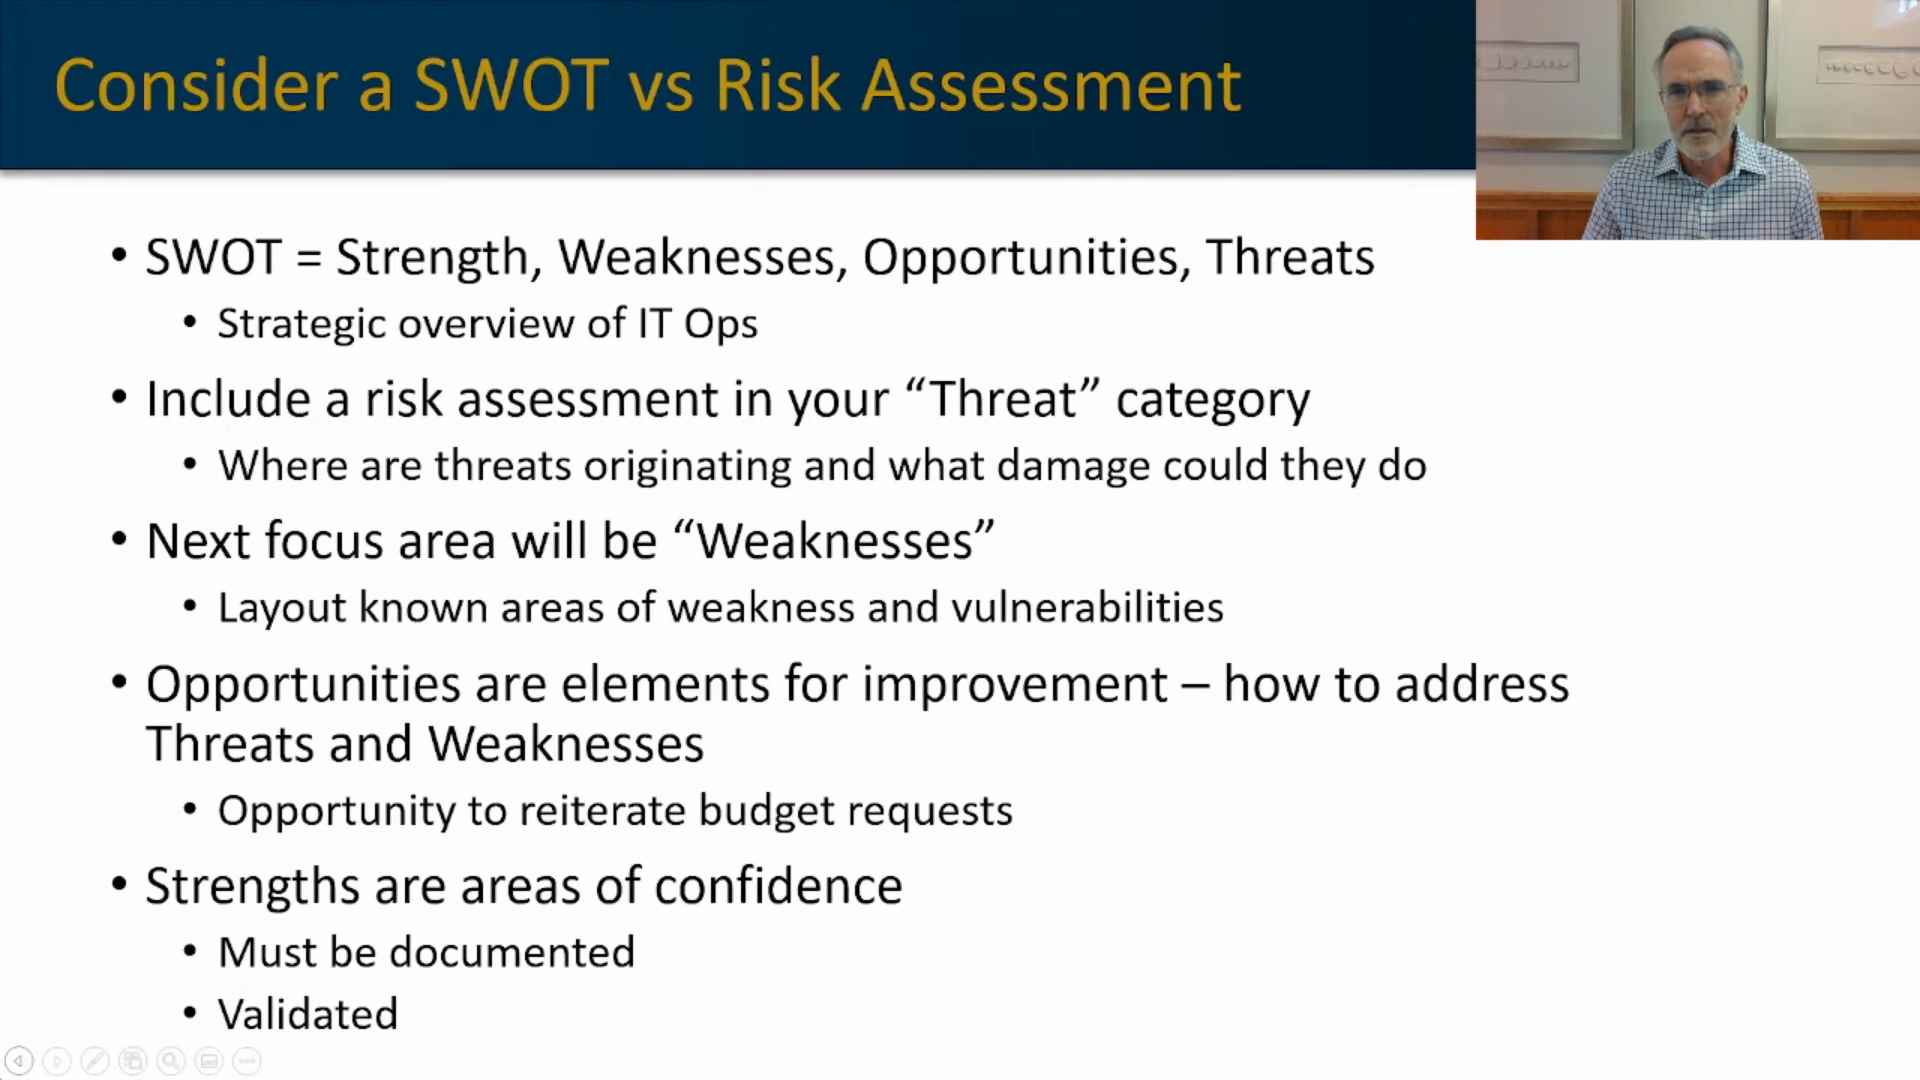 Consider a SWOT vs Risk Assessment
• SWOT = Strength, Weaknesses, Opportunities, Threats
• Strategic overview of IT Ops
• Include a risk assessment in your “Threat” category
• Where are threats originating and what damage could they do
• Next focus area will be “Weaknesses”
• Layout known areas of weakness and vulnerabilities
• Opportunities are elements for improvement – how to address
Threats and Weaknesses
• Opportunity to reiterate budget requests
• Strengths are areas of confidence
• Must be documented
• Validated